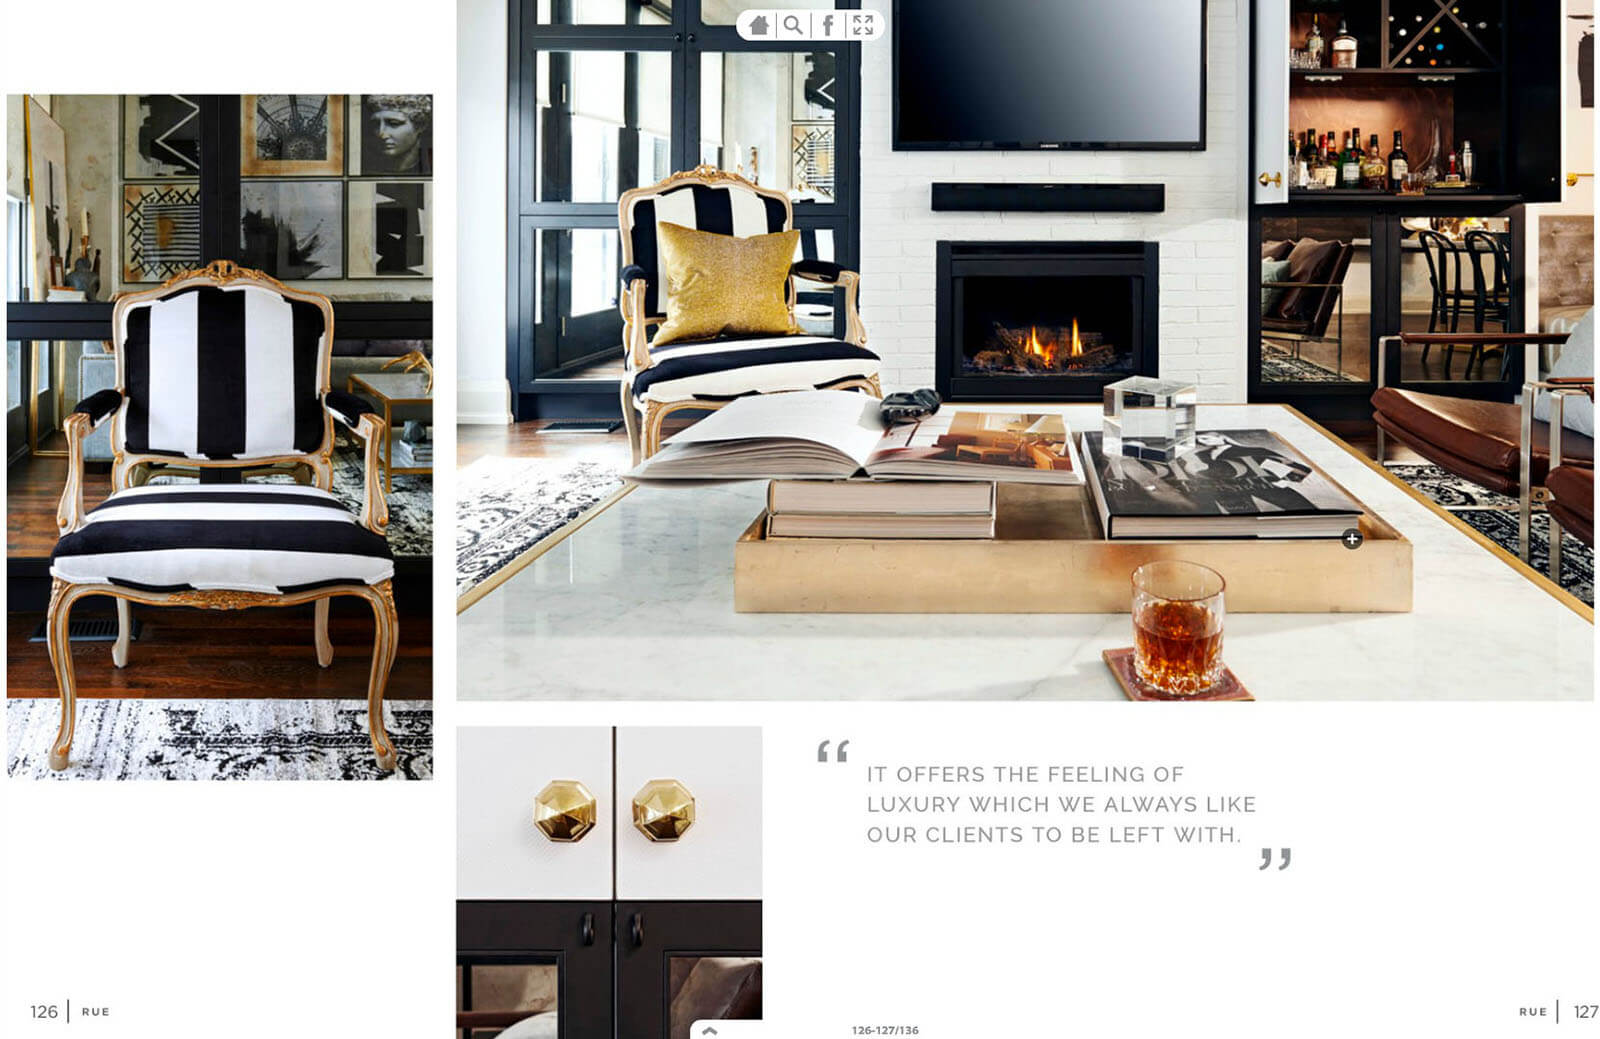 SAMSUNG
“ IT OFFERS THE FEELING OF
LUXURY WHICH WE ALWAYS LIKE
OUR CLIENTS TO BE LEFT WITH. ”
126 | RUE
RUE | 127
126-127/136